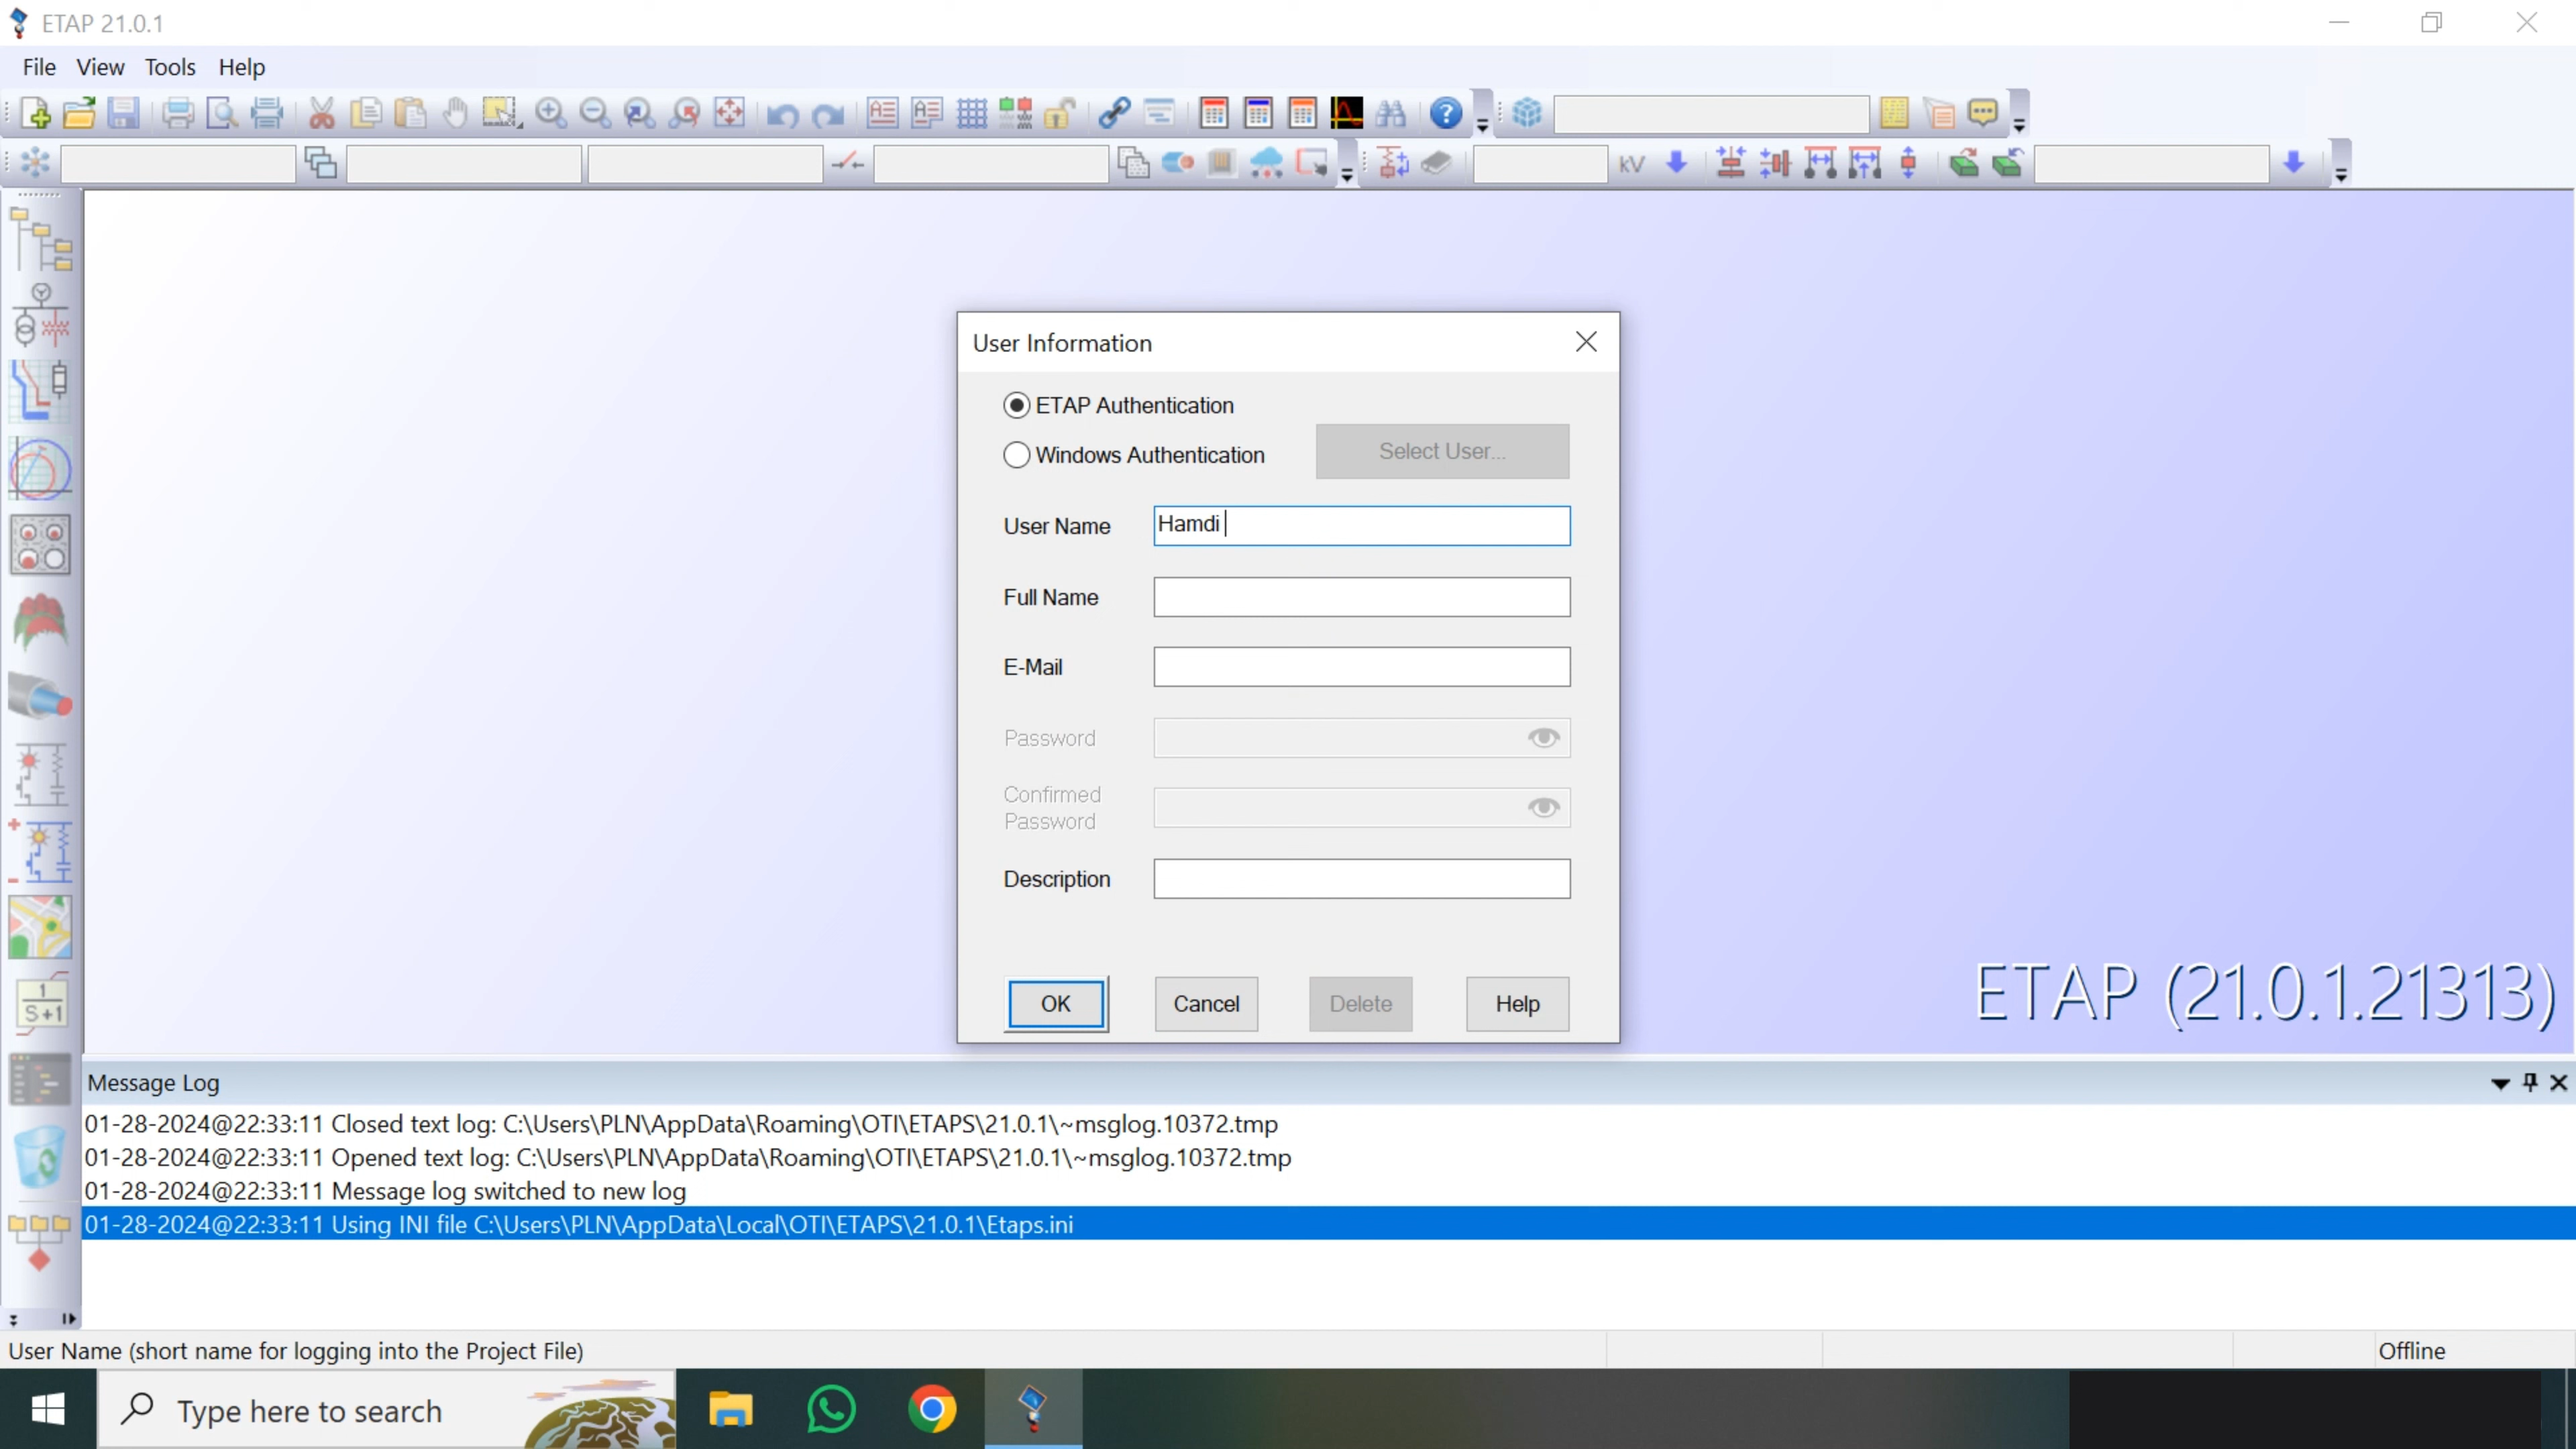 ETAP 21.0.1
File View Tools Help
kV
User Information
ETAP Authentication
Windows Authentication
Select User...
User Name
Hamdi
Full Name
E-Mail
Password
Confirmed
Password
Description
OK
Cancel
Delete
Help
1
S+1
ETAP (21.0.1.21313)
Message Log
01-28-2024@22:33:11 Closed text log: C:\Users\PLN\AppData\Roaming\OTI\ETAPS\21.0.1\~msglog.10372.tmp
01-28-2024@22:33:11 Opened text log: C:\Users\PLN\AppData\Roaming\OTI\ETAPS\21.0.1\~msglog.10372.tmp
01-28-2024@22:33:11 Message log switched to new log
01-28-2024@22:33:11 Using INI file C:\Users\PLN\AppData\Local\OTI\ETAPS\21.0.1\Etaps.ini
User Name (short name for logging into the Project File)
Offline
Type here to search